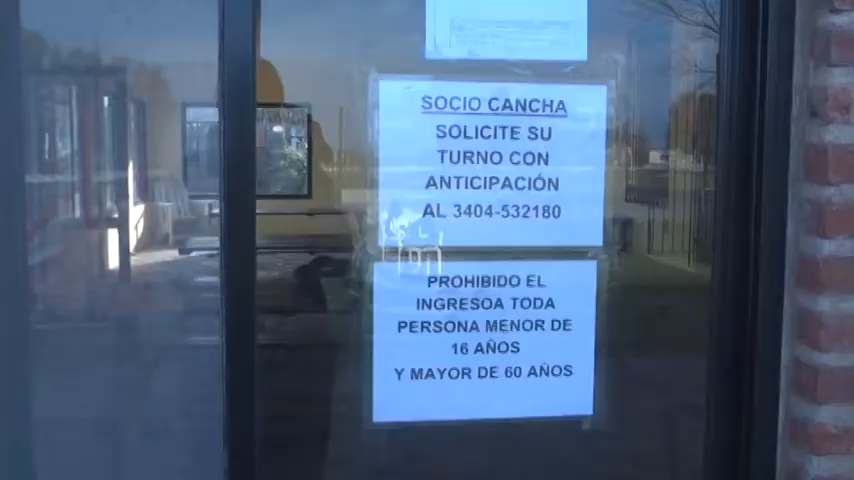 SOCIO CANCHA
SOLICITE SU
TURNO CON
ANTICIPACIÓN
AL 3404-532180
PROHIBIDO EL
INGRESOA TODA
PERSONA MENOR DE
16 AÑOS
Y MAYOR DE 60 AÑOS